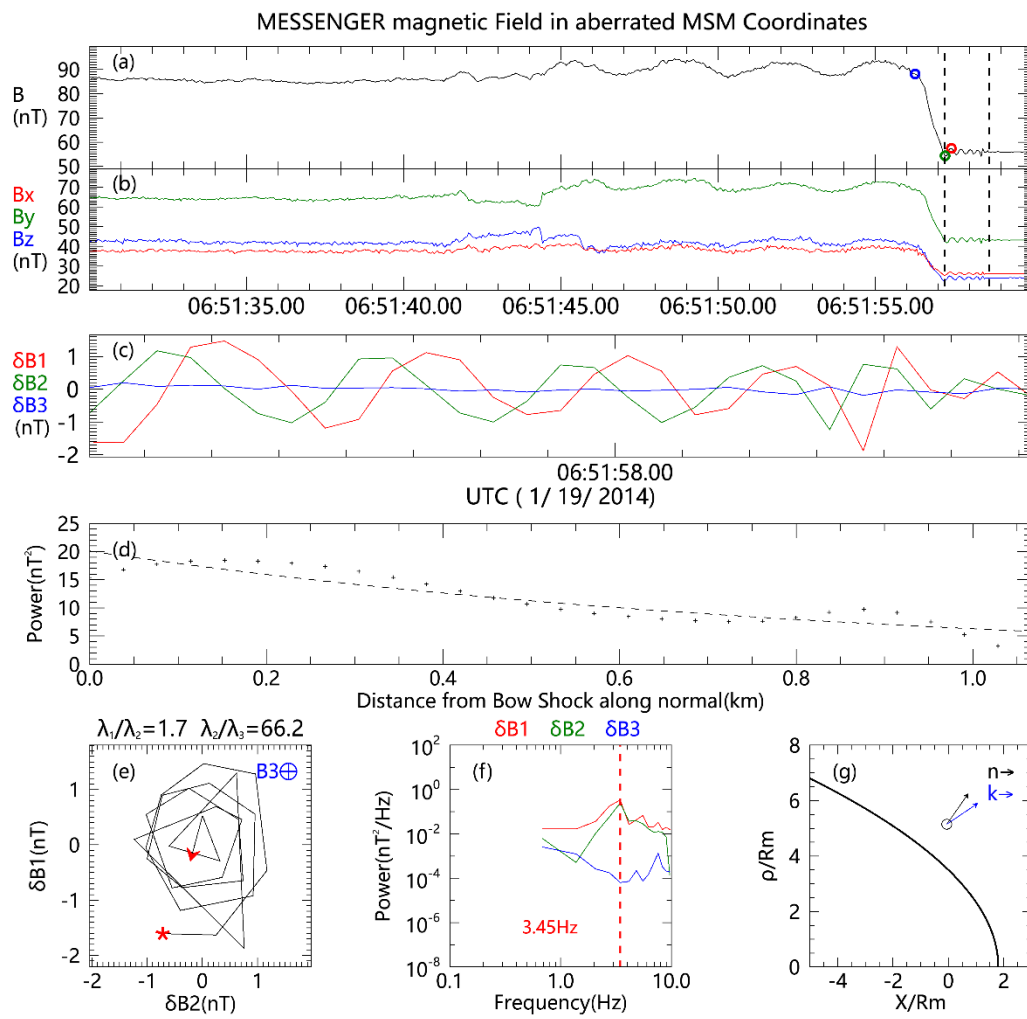 MESSENGER magnetic Field in aberrated MSM Coordinates
(a)
B
(nT)
90
80
70
60
50
(b)
Bx
By
Bz
(nT)
70
60
50
40
30
20
06:51:35.00 06:51:40.00 06:51:45.00 06:51:50.00 06:51:55.00
(c)
δB1
δB2
δB3
(nT)
1
0
-1
-2
06:51:58.00
UTC ( 1/ 19/ 2014)
(d)
Power(nT²)
25
20
15
10
5
0
0.0 0.2 0.4 0.6 0.8 1.0
Distance from Bow Shock along normal(km)
λ₁/λ₂=1.7 λ₂/λ₃=66.2
(e)
B3⊕
δB1(nT)
1
0
-1
-2
-2 -1 0 1
δB2(nT)
δB1 δB2 δB3
(f)
Power(nT²/Hz)
10²
10⁰
10⁻²
10⁻⁴
10⁻⁶
10⁻⁸
3.45Hz
0.1 1.0 10.0
Frequency(Hz)
(g)
n→
k→
ρ/Rm
8
6
4
2
0
-4 -2 0 2
X/Rm